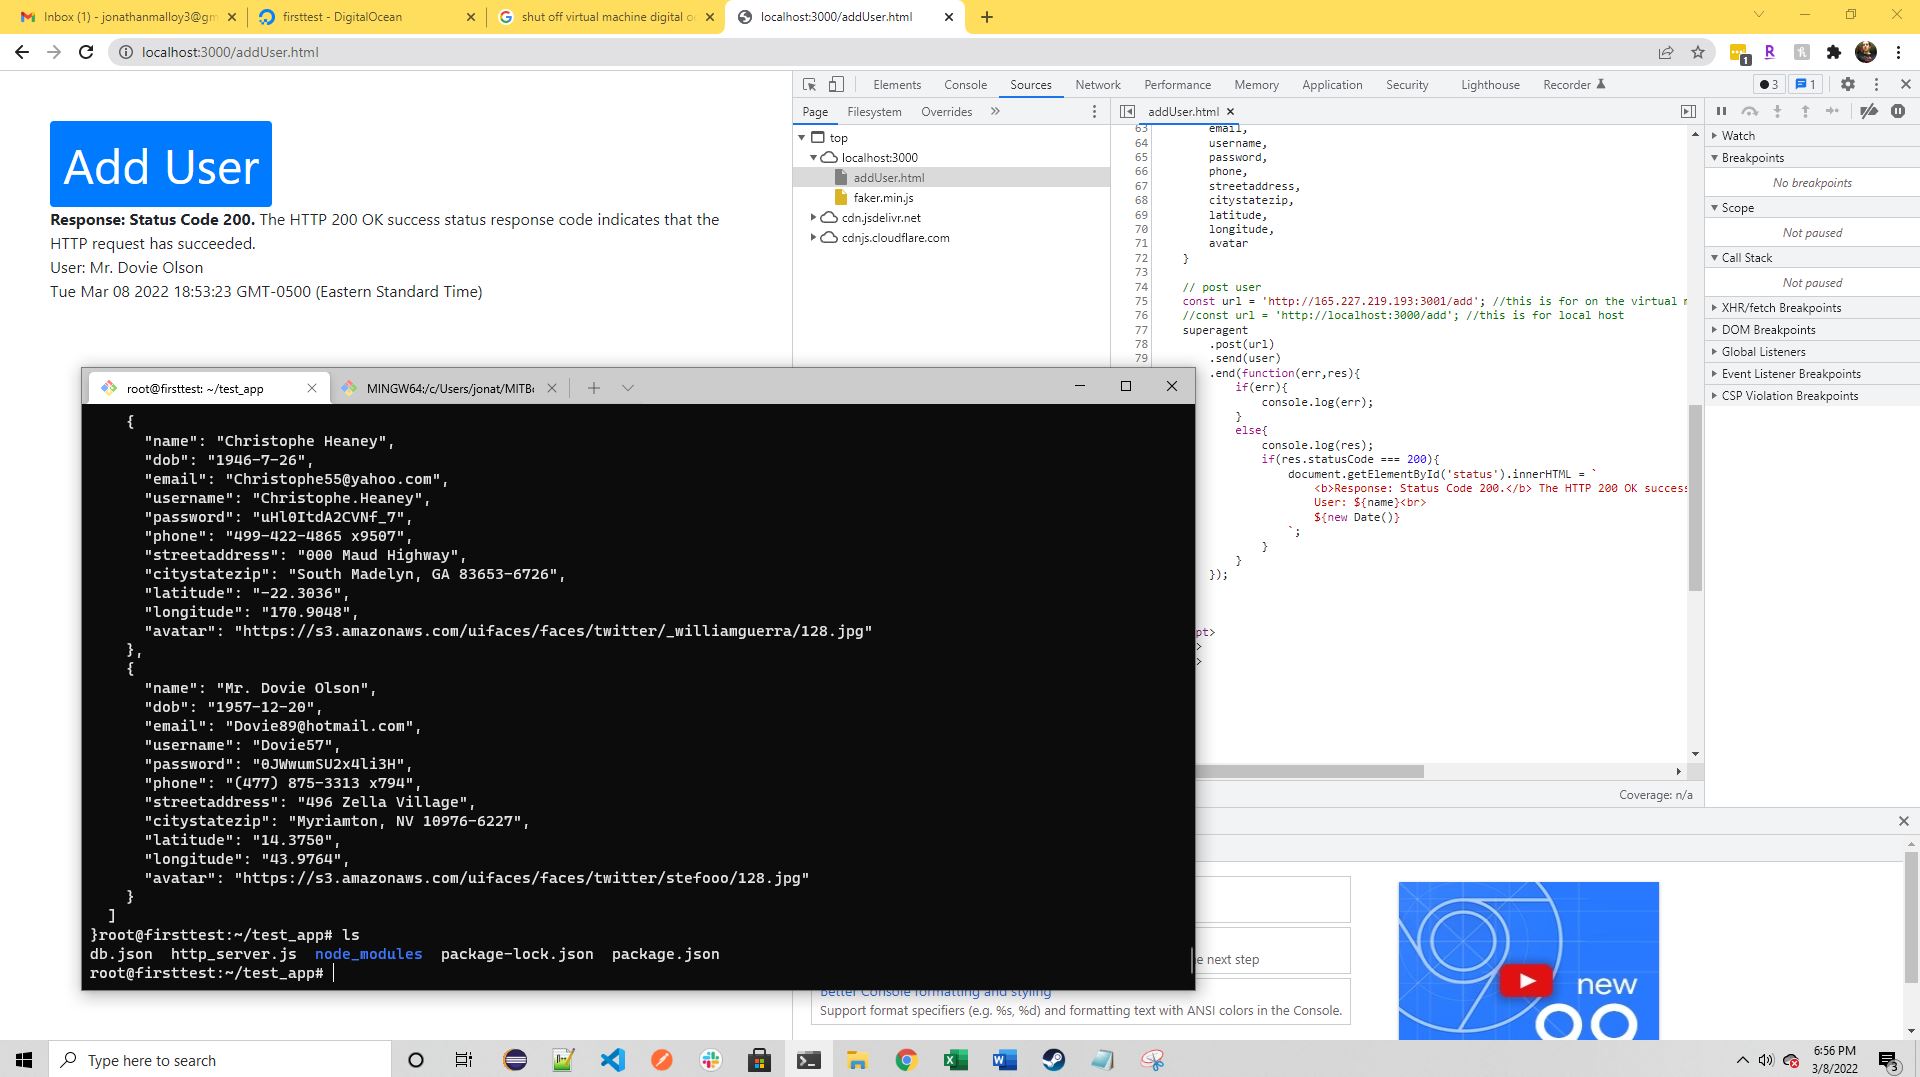 Inbox (1) - jonathanmalloy3@gm
firsttest - DigitalOcean
shut off virtual machine digital o
localhost:3000/addUser.html
localhost:3000/addUser.html
1
R
Add User
Response: Status Code 200. The HTTP 200 OK success status response code indicates that the
HTTP request has succeeded.
User: Mr. Dovie Olson
Tue Mar 08 2022 18:53:23 GMT-0500 (Eastern Standard Time)
Elements Console Sources Network Performance Memory Application Security Lighthouse Recorder 3 1
Page Filesystem Overrides »
top
localhost:3000
addUser.html
faker.min.js
cdn.jsdelivr.net
cdnjs.cloudflare.com
addUser.html
63 email,
64 username,
65 password,
66 phone,
67 streetaddress,
68 citystatezip,
69 latitude,
70 longitude,
71 avatar
72 }
73
74 // post user
75 const url = 'http://165.227.219.193:3001/add'; //this is for on the virtual
76 //const url = 'http://localhost:3000/add'; //this is for local host
77 superagent
78 .post(url)
79 .send(user)
.end(function(err,res){
if(err){
console.log(err);
}
else{
console.log(res);
if(res.statusCode === 200){
document.getElementById('status').innerHTML = `
<b>Response: Status Code 200.</b> The HTTP 200 OK success
User: ${name}<br>
${new Date()}
`;
}
}
});
pt>
>
>
Coverage: n/a
Watch
Breakpoints
No breakpoints
Scope
Not paused
Call Stack
Not paused
XHR/fetch Breakpoints
DOM Breakpoints
Global Listeners
Event Listener Breakpoints
CSP Violation Breakpoints
root@firsttest: ~/test_app
MINGW64:/c/Users/jonat/MITB
{
"name": "Christophe Heaney",
"dob": "1946-7-26",
"email": "Christophe55@yahoo.com",
"username": "Christophe.Heaney",
"password": "uHl0ItdA2CVNf_7",
"phone": "499-422-4865 x9507",
"streetaddress": "000 Maud Highway",
"citystatezip": "South Madelyn, GA 83653-6726",
"latitude": "-22.3036",
"longitude": "170.9048",
"avatar": "https://s3.amazonaws.com/uifaces/faces/twitter/_williamguerra/128.jpg"
},
{
"name": "Mr. Dovie Olson",
"dob": "1957-12-20",
"email": "Dovie89@hotmail.com",
"username": "Dovie57",
"password": "0JWwumSU2x4li3H",
"phone": "(477) 875-3313 x794",
"streetaddress": "496 Zella Village",
"citystatezip": "Myriamton, NV 10976-6227",
"latitude": "14.3750",
"longitude": "43.9764",
"avatar": "https://s3.amazonaws.com/uifaces/faces/twitter/stefooo/128.jpg"
}
]
}root@firsttest:~/test_app# ls
db.json http_server.js node_modules package-lock.json package.json
root@firsttest:~/test_app#
e next step
Better Console formatting and styling
Support format specifiers (e.g. %s, %d) and formatting text with ANSI colors in the Console.
new
Type here to search
6:56 PM
3/8/2022
3